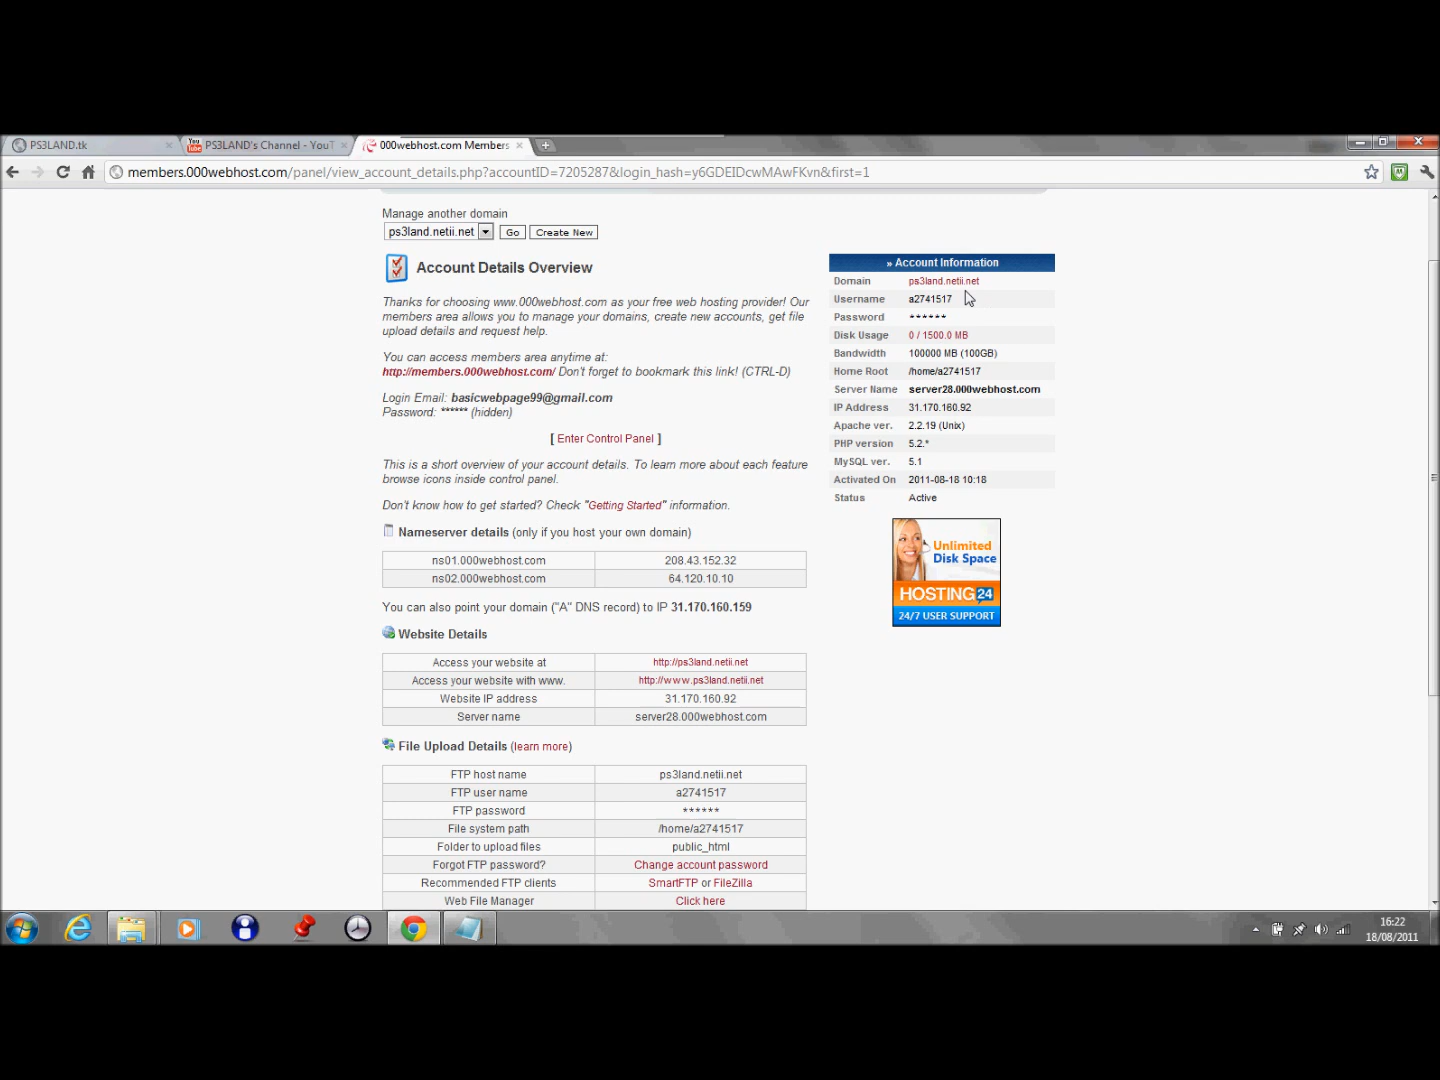 PS3LAND.tk
You Tube PS3LAND's Channel - YouT
000webhost.com Members
members.000webhost.com/panel/view_account_details.php?accountID=7205287&login_hash=y6GDEIDcwMAwFKvn&first=1
Manage another domain
ps3land.netii.net Go Create New
Account Details Overview
Thanks for choosing www.000webhost.com as your free web hosting provider! Our
members area allows you to manage your domains, create new accounts, get file
upload details and request help.
You can access members area anytime at:
http://members.000webhost.com/ Don't forget to bookmark this link! (CTRL-D)
Login Email: basicwebpage99@gmail.com
Password: ****** (hidden)
[ Enter Control Panel ]
This is a short overview of your account details. To learn more about each feature
browse icons inside control panel.
Don't know how to get started? Check "Getting Started" information.
Nameserver details (only if you host your own domain)
ns01.000webhost.com 208.43.152.32
ns02.000webhost.com 64.120.10.10
You can also point your domain ("A" DNS record) to IP 31.170.160.159
Website Details
Access your website at http://ps3land.netii.net
Access your website with www. http://www.ps3land.netii.net
Website IP address 31.170.160.92
Server name server28.000webhost.com
File Upload Details (learn more)
FTP host name ps3land.netii.net
FTP user name a2741517
FTP password ******
File system path /home/a2741517
Folder to upload files public_html
Forgot FTP password? Change account password
Recommended FTP clients SmartFTP or FileZilla
Web File Manager Click here
» Account Information
Domain ps3land.netii.net
Username a2741517
Password ******
Disk Usage 0 / 1500.0 MB
Bandwidth 100000 MB (100GB)
Home Root /home/a2741517
Server Name server28.000webhost.com
IP Address 31.170.160.92
Apache ver. 2.2.19 (Unix)
PHP version 5.2.*
MySQL ver. 5.1
Activated On 2011-08-18 10:18
Status Active
Unlimited
Disk Space
HOSTING 24
24/7 USER SUPPORT
16:22
18/08/2011